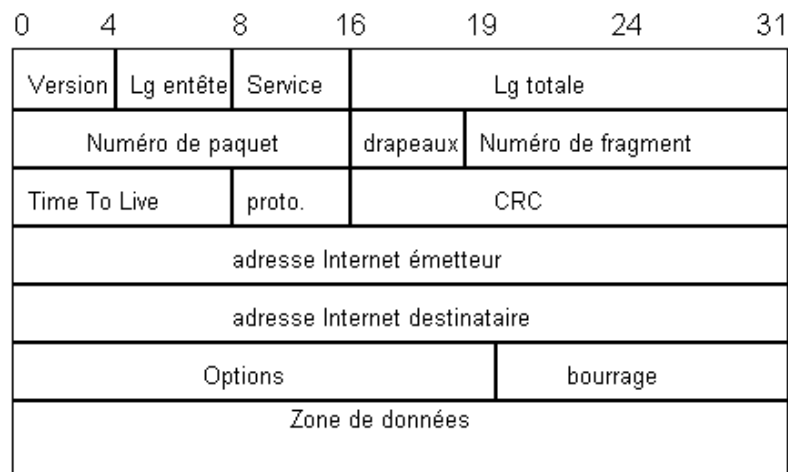 0 4 8 16 19 24 31
Version Lg entête Service Lg totale
Numéro de paquet drapeaux Numéro de fragment
Time To Live proto. CRC
adresse Internet émetteur
adresse Internet destinataire
Options bourrage
Zone de données